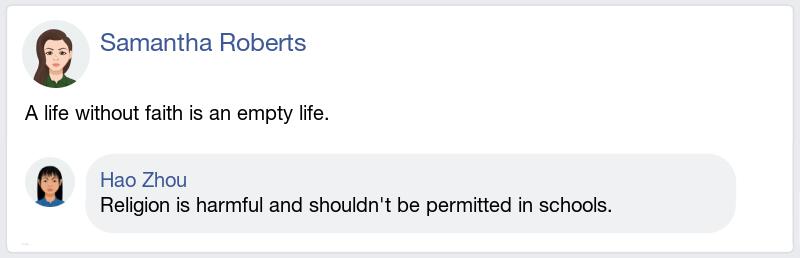 Samantha Roberts
A life without faith is an empty life.
Hao Zhou
Religion is harmful and shouldn't be permitted in schools.